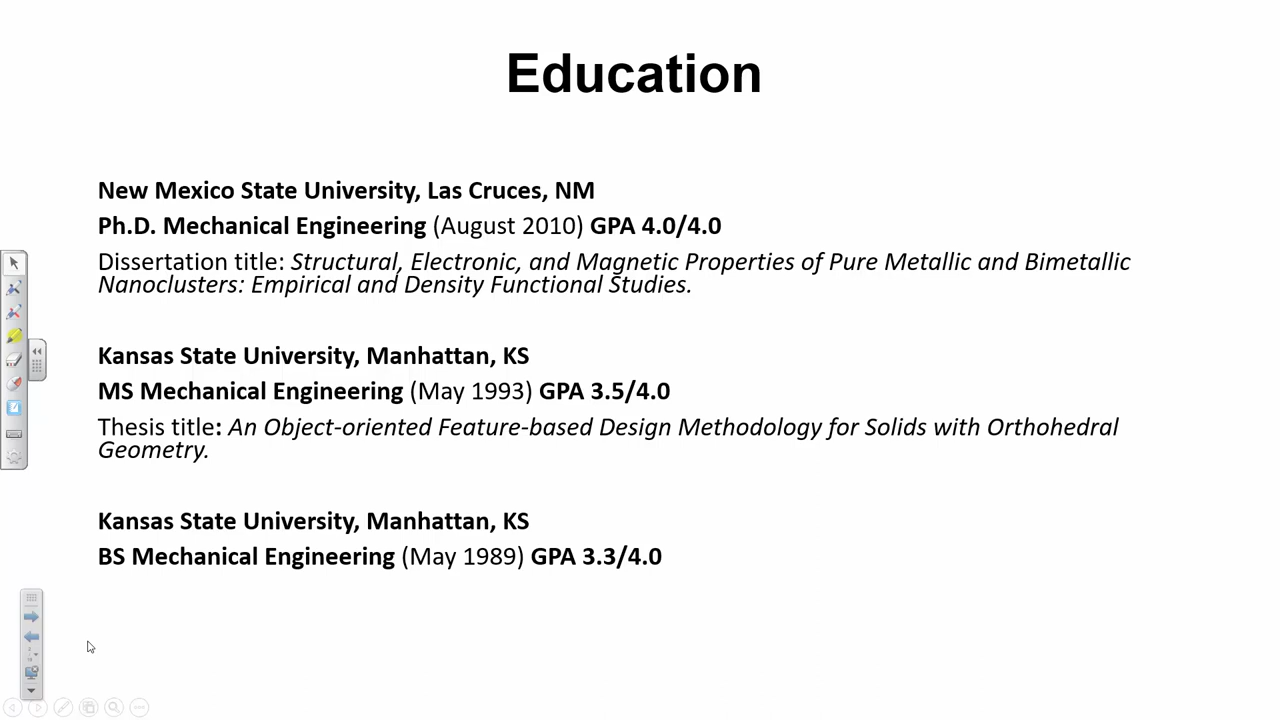 Education
New Mexico State University, Las Cruces, NM
Ph.D. Mechanical Engineering (August 2010) GPA 4.0/4.0
Dissertation title: Structural, Electronic, and Magnetic Properties of Pure Metallic and Bimetallic
Nanoclusters: Empirical and Density Functional Studies.
Kansas State University, Manhattan, KS
MS Mechanical Engineering (May 1993) GPA 3.5/4.0
Thesis title: An Object-oriented Feature-based Design Methodology for Solids with Orthohedral
Geometry.
Kansas State University, Manhattan, KS
BS Mechanical Engineering (May 1989) GPA 3.3/4.0